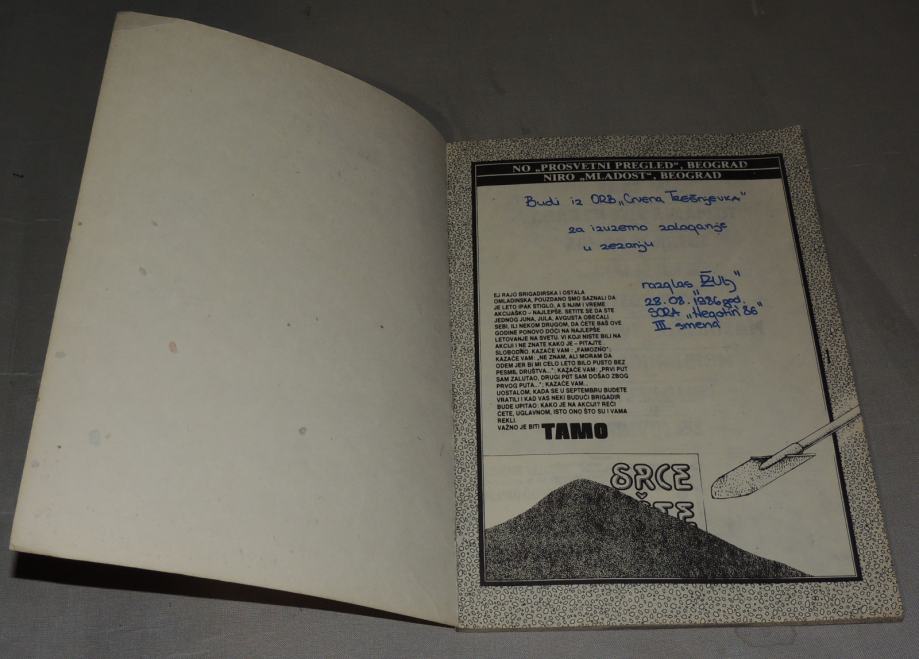 NO „PROSVETNI PREGLED“, BEOGRAD
NIRO „MLADOST“, BEOGRAD
Budi iz ORB „Crvena Trešnjevka“
za izuzemo zalaganje
u zezanju
razglas „Žulj“
28.08.1986 god.
SORA „Negotin 86“
III smena
EJ RAJO BRIGADIRSKA I OSTALA
OMLADINSKA, POUZDANO SMO SAZNALI DA
JE LETO IPAK STIGLO, A S NJIM I VREME
AKCIJAŠKO – NAJLEPŠE. SETITE SE DA STE
JEDNOG JUNA, JULA, AVGUSTA OBEĆALI
SEBI, ILI NEKOM DRUGOM, DA ĆETE BAŠ OVE
GODINE PONOVO DOĆI NA NAJLEPŠE
LETOVANJE NA SVETU. VI KOJI NISTE BILI NA
AKCIJI I NE ZNATE KAKO JE – PITAJTE
SLOBODNO. KAZAĆE VAM : „FAMOZNO“;
KAZAĆE VAM: „NE ZNAM, ALI MORAM DA
ODEM JER BI MI CELO LETO BILO PUSTO BEZ
PESME, DRUŠTVA...“; KAZAĆE VAM: „PRVI PUT
SAM ZALUTAO, DRUGI PUT SAM DOŠAO ZBOG
PRVOG PUTA...“; KAZAĆE VAM...
UOSTALOM, KADA SE U SEPTEMBRU BUDETE
VRATILI I KAD VAS NEKI BUDUĆI BRIGADIR
BUDE UPITAO: KAKO JE NA AKCIJI? REĆI
ĆETE, UGLAVNOM, ISTO ONO ŠTO SU I VAMA
REKLI.
VAŽNO JE BITI TAMO
SRCE